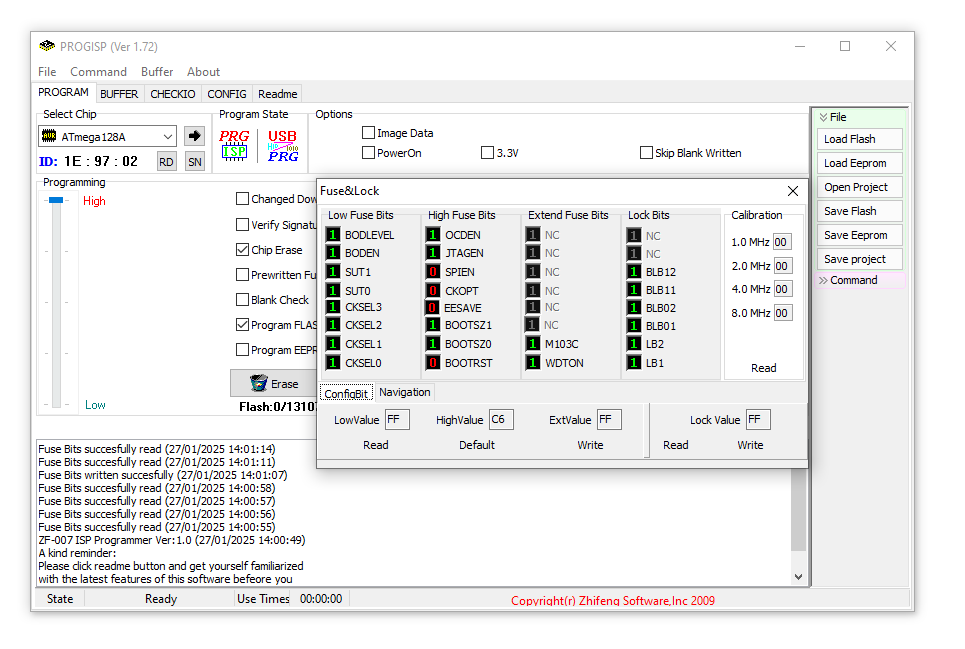 PROGISP (Ver 1.72)
File Command Buffer About
PROGRAM BUFFER CHECKIO CONFIG Readme
Select Chip
ATmega128A
ID: 1E : 97 : 02 RD SN
Program State
PRG
ISP
USB
PRG
Options
Image Data
PowerOn 3.3V Skip Blank Written
Programming
High
Low
Changed Dow
Verify Signatu
Chip Erase
Prewritten Fu
Blank Check
Program FLAS
Program EEPR
Erase
Flash:0/1310
Fuse&Lock
Low Fuse Bits
1 BODLEVEL
1 BODEN
1 SUT1
1 SUT0
1 CKSEL3
1 CKSEL2
1 CKSEL1
1 CKSEL0
High Fuse Bits
1 OCDEN
1 JTAGEN
0 SPIEN
0 CKOPT
0 EESAVE
1 BOOTSZ1
1 BOOTSZ0
0 BOOTRST
Extend Fuse Bits
1 NC
1 NC
1 NC
1 NC
1 NC
1 NC
1 M103C
1 WDTON
Lock Bits
1 NC
1 NC
1 BLB12
1 BLB11
1 BLB02
1 BLB01
1 LB2
1 LB1
Calibration
1.0 MHz 00
2.0 MHz 00
4.0 MHz 00
8.0 MHz 00
Read
ConfigBit Navigation
LowValue FF HighValue C6 ExtValue FF
Read Default Write
Lock Value FF
Read Write
File
Load Flash
Load Eeprom
Open Project
Save Flash
Save Eeprom
Save project
Command
Fuse Bits succesfully read (27/01/2025 14:01:14)
Fuse Bits succesfully read (27/01/2025 14:01:11)
Fuse Bits written succesfully (27/01/2025 14:01:07)
Fuse Bits succesfully read (27/01/2025 14:00:58)
Fuse Bits succesfully read (27/01/2025 14:00:57)
Fuse Bits succesfully read (27/01/2025 14:00:56)
Fuse Bits succesfully read (27/01/2025 14:00:55)
ZF-007 ISP Programmer Ver:1.0 (27/01/2025 14:00:49)
A kind reminder:
Please click readme button and get yourself familiarized
with the latest features of this software befeore you
State Ready Use Times 00:00:00 Copyright(r) Zhifeng Software,Inc 2009